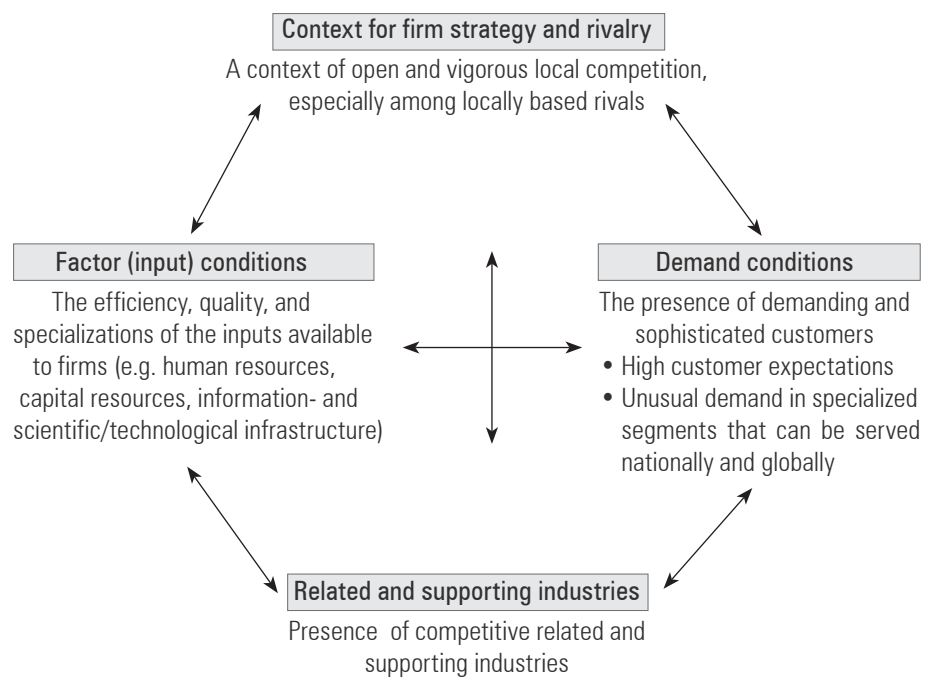 Context for firm strategy and rivalry
A context of open and vigorous local competition,
especially among locally based rivals
Factor (input) conditions
The efficiency, quality, and
specializations of the inputs available
to firms (e.g. human resources,
capital resources, information- and
scientific/technological infrastructure)
Demand conditions
The presence of demanding and
sophisticated customers
• High customer expectations
• Unusual demand in specialized
segments that can be served
nationally and globally
Related and supporting industries
Presence of competitive related and
supporting industries